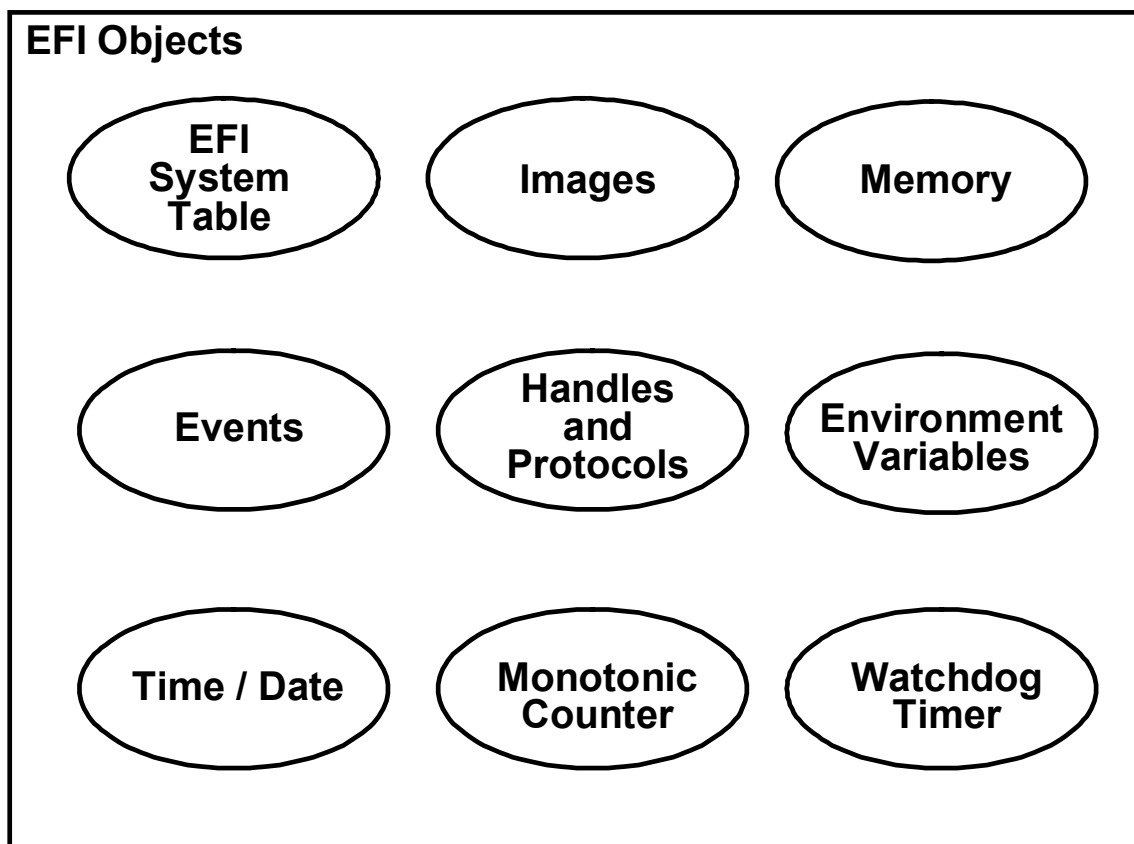 EFI Objects
EFI
System
Table
Images
Memory
Events
Handles
and
Protocols
Environment
Variables
Time / Date
Monotonic
Counter
Watchdog
Timer